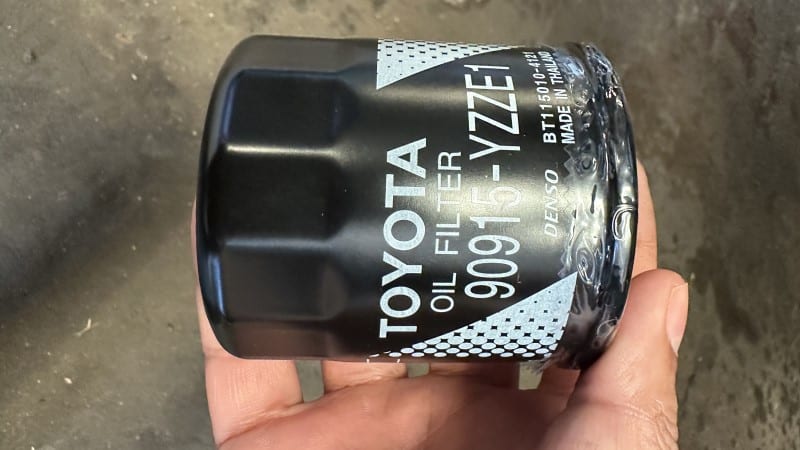 TOYOTA
OIL FILTER
90915-YZZE1
DENSO
BT115010-4121
MADE IN THAILAND